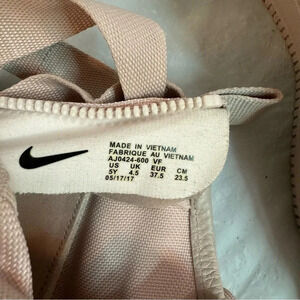 MADE IN VIETNAM
FABRIQUE AU VIETNAM
AJ0424-600 VF
US UK EUR CM
5Y 4.5 37.5 23.5
05/17/17